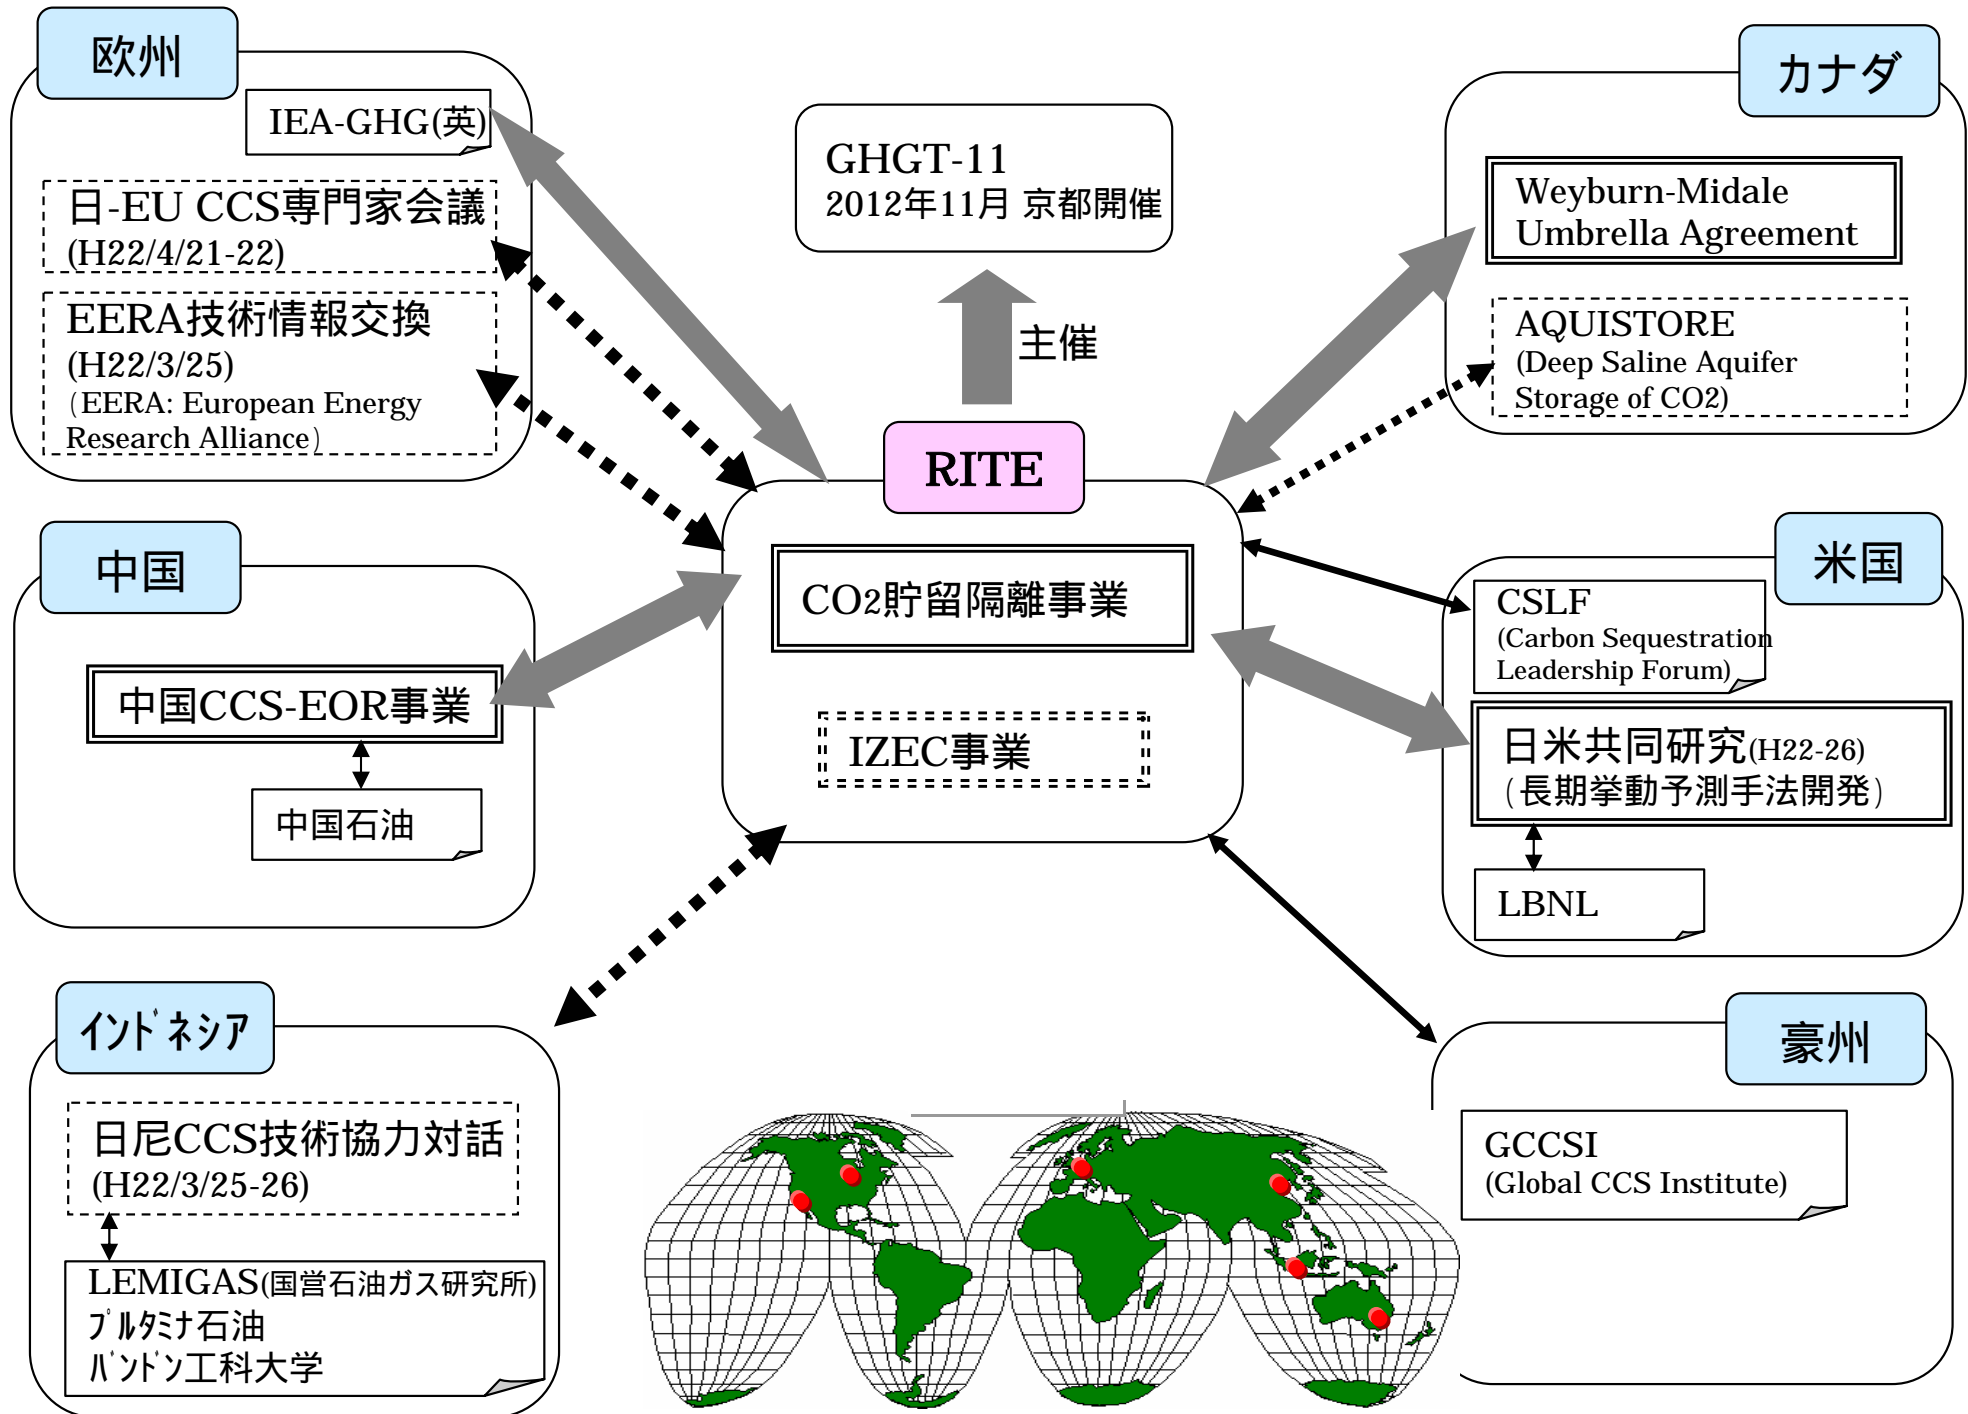 欧州
IEA-GHG(英)
日-EU CCS専門家会議
(H22/4/21-22)
EERA技術情報交換
(H22/3/25)
(EERA: European Energy
Research Alliance)
GHGT-11
2012年11月 京都開催
主催
カナダ
Weyburn-Midale
Umbrella Agreement
AQUISTORE
(Deep Saline Aquifer
Storage of CO2)
RITE
CO2貯留隔離事業
IZEC事業
中国
中国CCS-EOR事業
中国石油
米国
CSLF
(Carbon Sequestration
Leadership Forum)
日米共同研究(H22-26)
(長期挙動予測手法開発)
LBNL
ｲﾝﾄﾞﾈｼｱ
日尼CCS技術協力対話
(H22/3/25-26)
LEMIGAS(国営石油ガス研究所)
ﾌﾟﾙﾀﾐﾅ石油
ﾊﾞﾝﾄﾞﾝ工科大学
豪州
GCCSI
(Global CCS Institute)